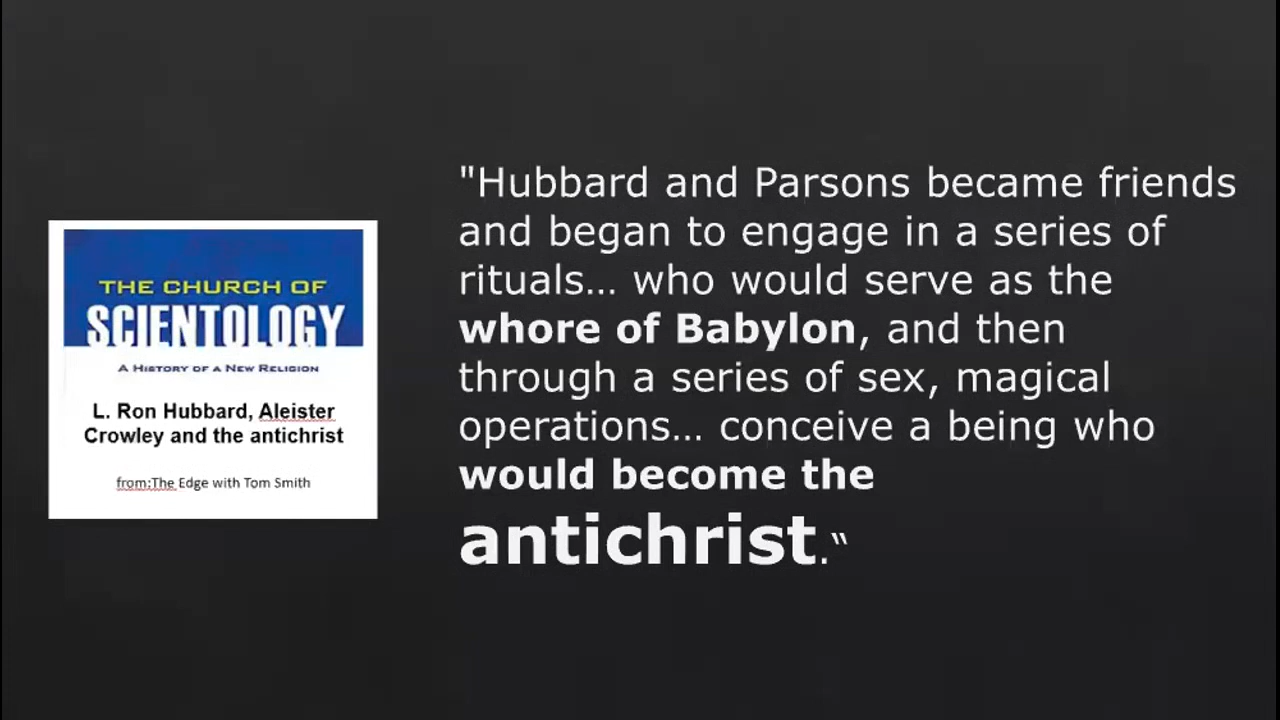 THE CHURCH OF
SCIENTOLOGY
A HISTORY OF A NEW RELIGION
L. Ron Hubbard, Aleister
Crowley and the antichrist
from:The Edge with Tom Smith
"Hubbard and Parsons became friends
and began to engage in a series of
rituals… who would serve as the
whore of Babylon, and then
through a series of sex, magical
operations… conceive a being who
would become the
antichrist.“